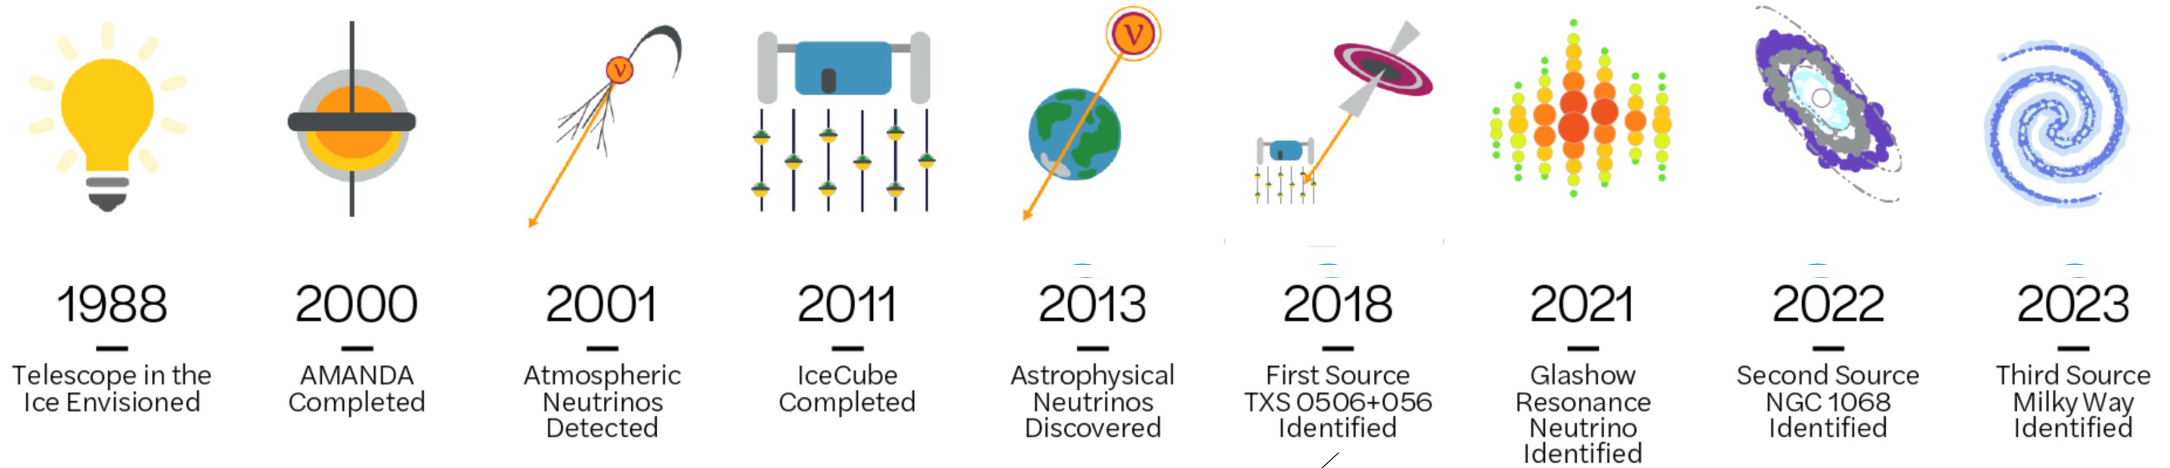 V
V
1988
Telescope in the
Ice Envisioned
2000
AMANDA
Completed
2001
Atmospheric
Neutrinos
Detected
2011
IceCube
Completed
2013
Astrophysical
Neutrinos
Discovered
2018
First Source
TXS 0506+056
Identified
2021
Glashow
Resonance
Neutrino
Identified
2022
Second Source
NGC 1068
Identified
2023
Third Source
Milky Way
Identified